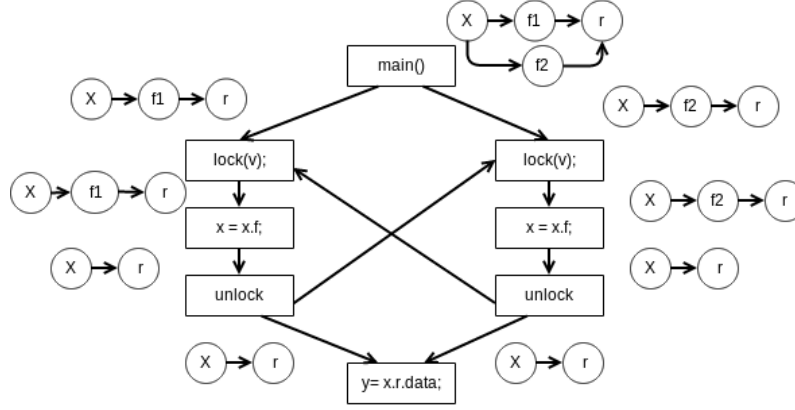 X f1 r
f2
main()
X f1 r
X f2 r
lock(v);
lock(v);
X f1 r
X f2 r
x = x.f;
x = x.f;
X r
X r
unlock
unlock
X r
X r
y= x.r.data;